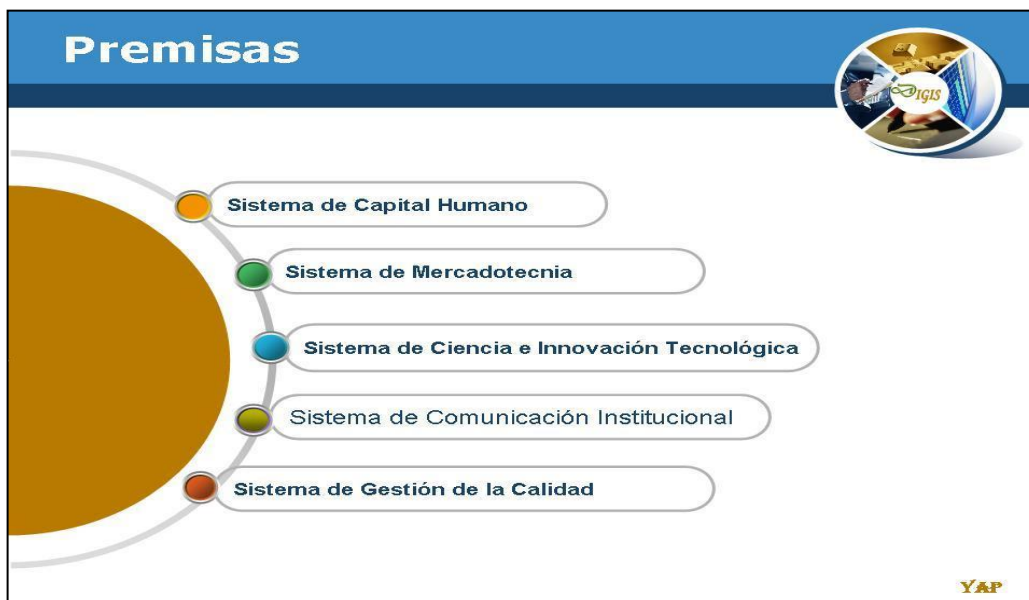 Premisas
DIGIS
Sistema de Capital Humano
Sistema de Mercadotecnia
Sistema de Ciencia e Innovación Tecnológica
Sistema de Comunicación Institucional
Sistema de Gestión de la Calidad
YAP